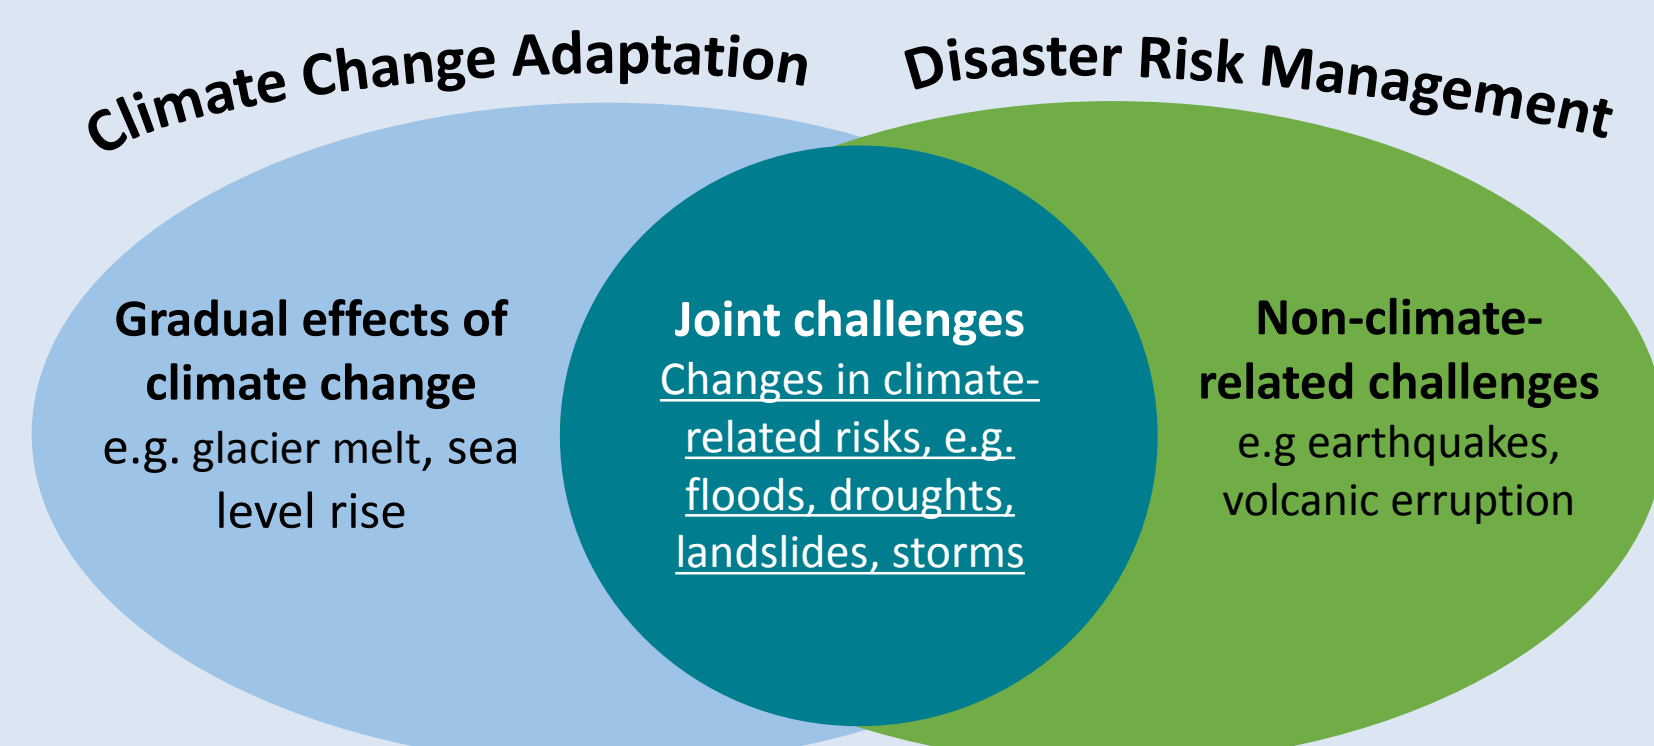 Climate Change Adaptation
Disaster Risk Management
Gradual effects of
climate change
e.g. glacier melt, sea
level rise
Joint challenges
Changes in climate-
related risks, e.g.
floods, droughts,
landslides, storms
Non-climate-
related challenges
e.g earthquakes,
volcanic erruption